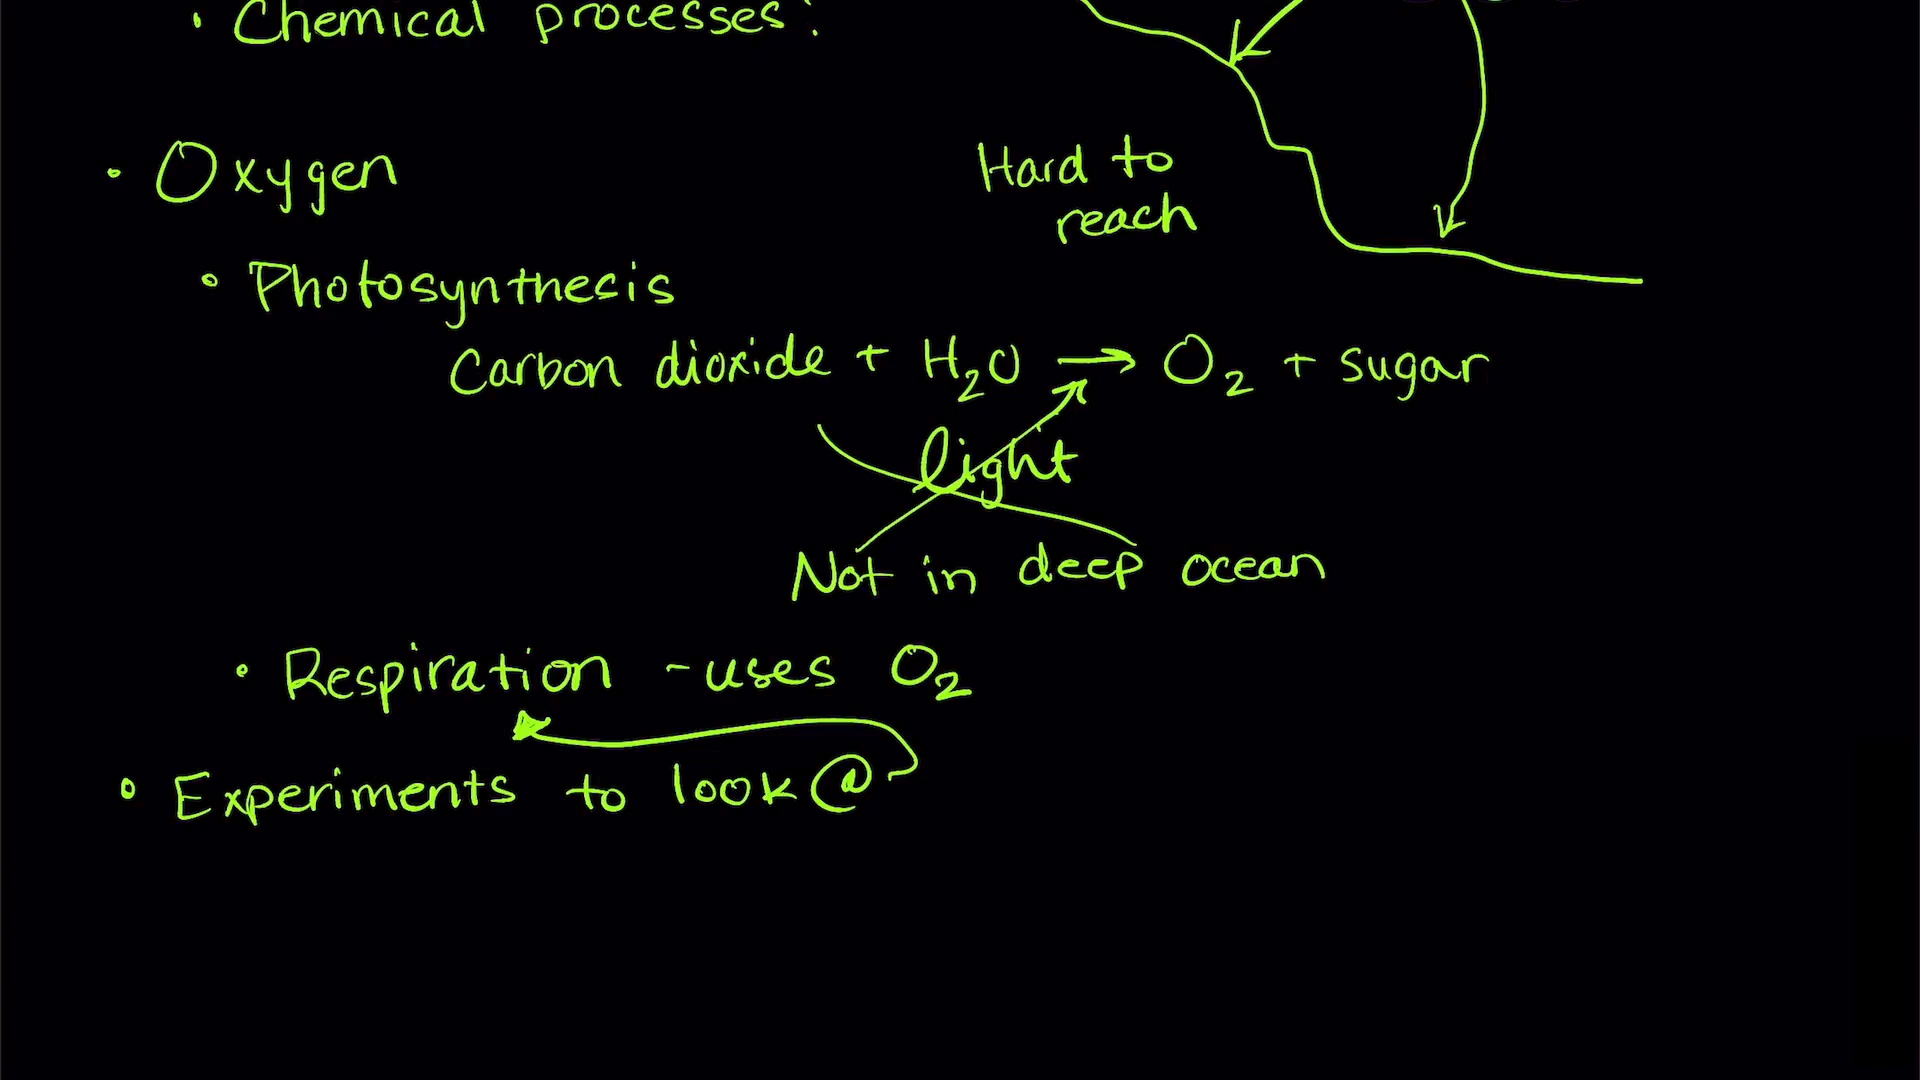 • Chemical processes:
• Oxygen
Hard to
reach
• Photosynthesis
Carbon dioxide + H₂O → O₂ + sugar
light
Not in deep ocean
• Respiration - uses O₂
• Experiments to look @